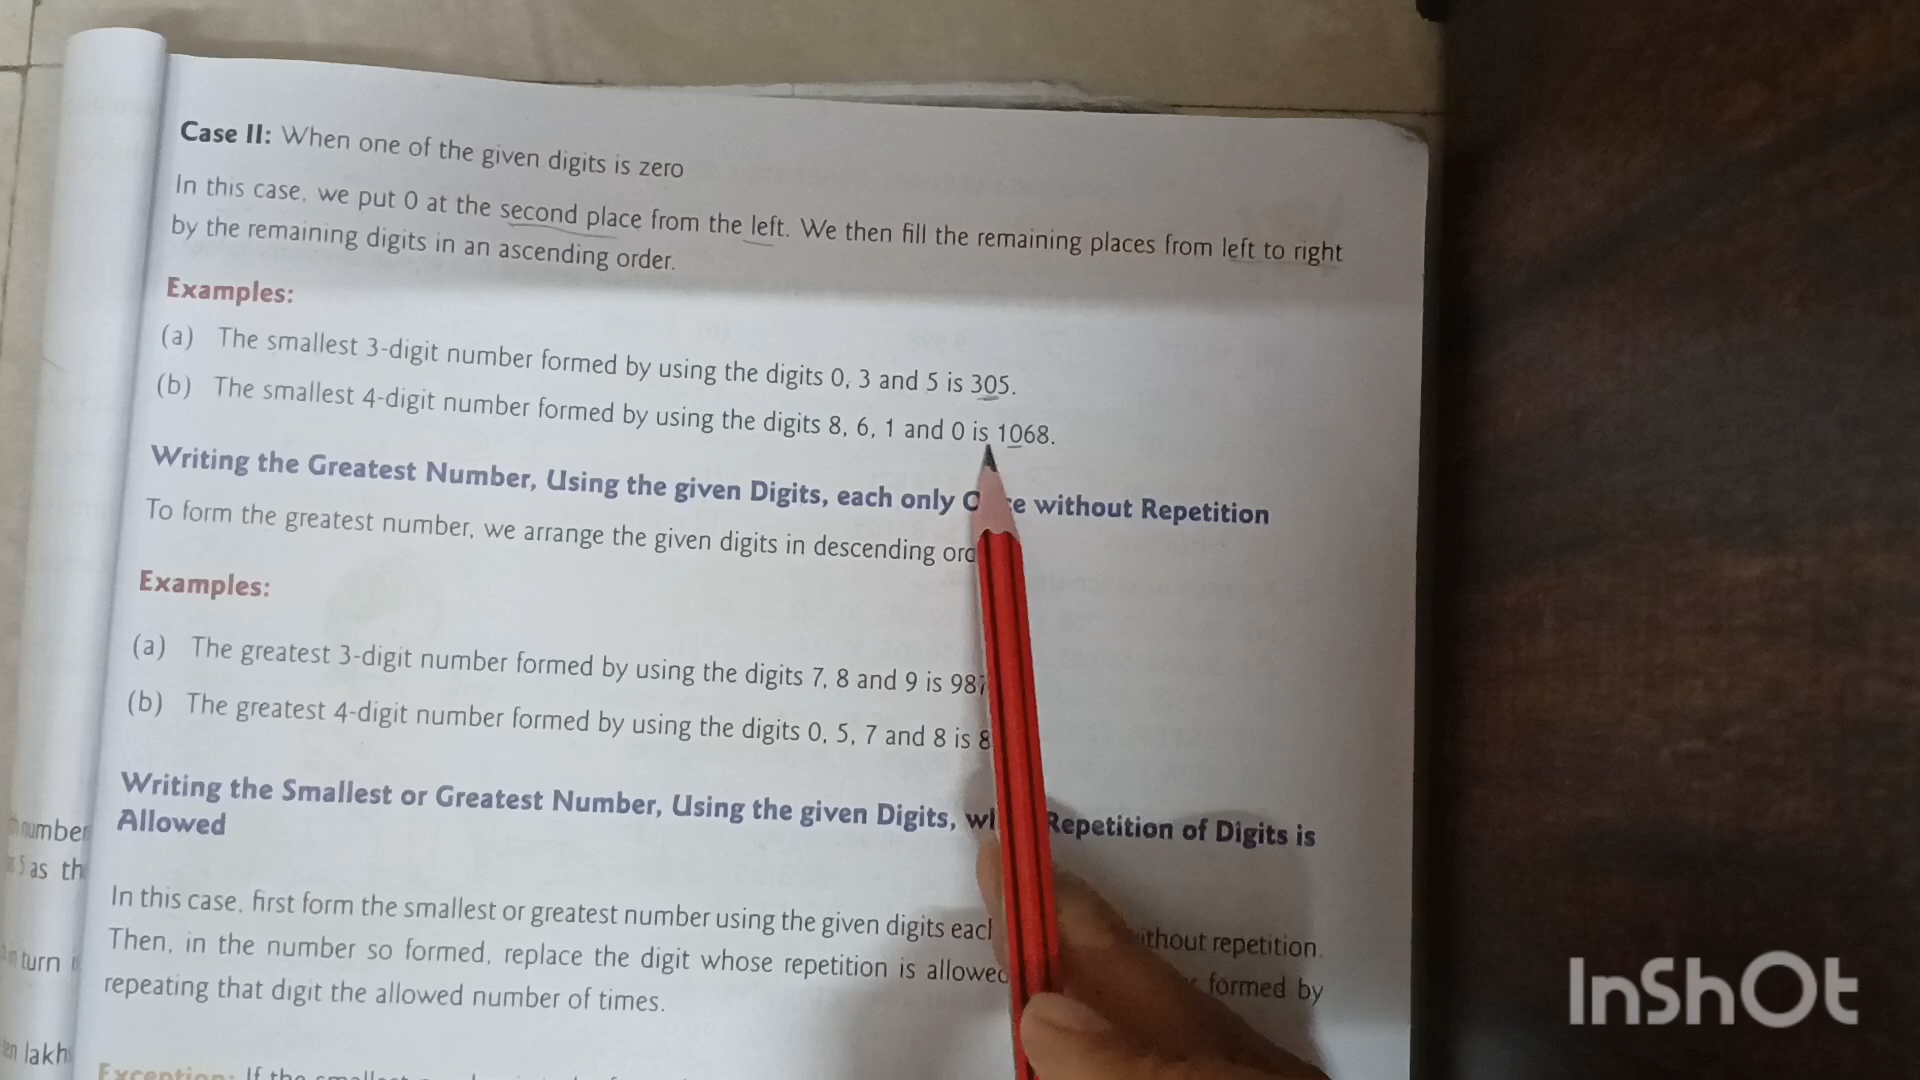 Case II: When one of the given digits is zero
In this case, we put 0 at the second place from the left. We then fill the remaining places from left to right
by the remaining digits in an ascending order.
Examples:
(a) The smallest 3-digit number formed by using the digits 0, 3 and 5 is 305.
(b) The smallest 4-digit number formed by using the digits 8, 6, 1 and 0 is 1068.
Writing the Greatest Number, Using the given Digits, each only without Repetition
To form the greatest number, we arrange the given digits in descending
Examples:
(a) The greatest 3-digit number formed by using the digits 7, 8 and 9 is
(b) The greatest 4-digit number formed by using the digits 0, 5, 7 and 8 is 8
Writing the Smallest or Greatest Number, Using the given Digits, Repetition of Digits is
Allowed
number
as
In this case, first form the smallest or greatest number using the given digits without repetition.
Then, in the number so formed, replace the digit whose repetition is allowed formed by
turn
repeating that digit the allowed number of times.
lakh
If the
InShOt